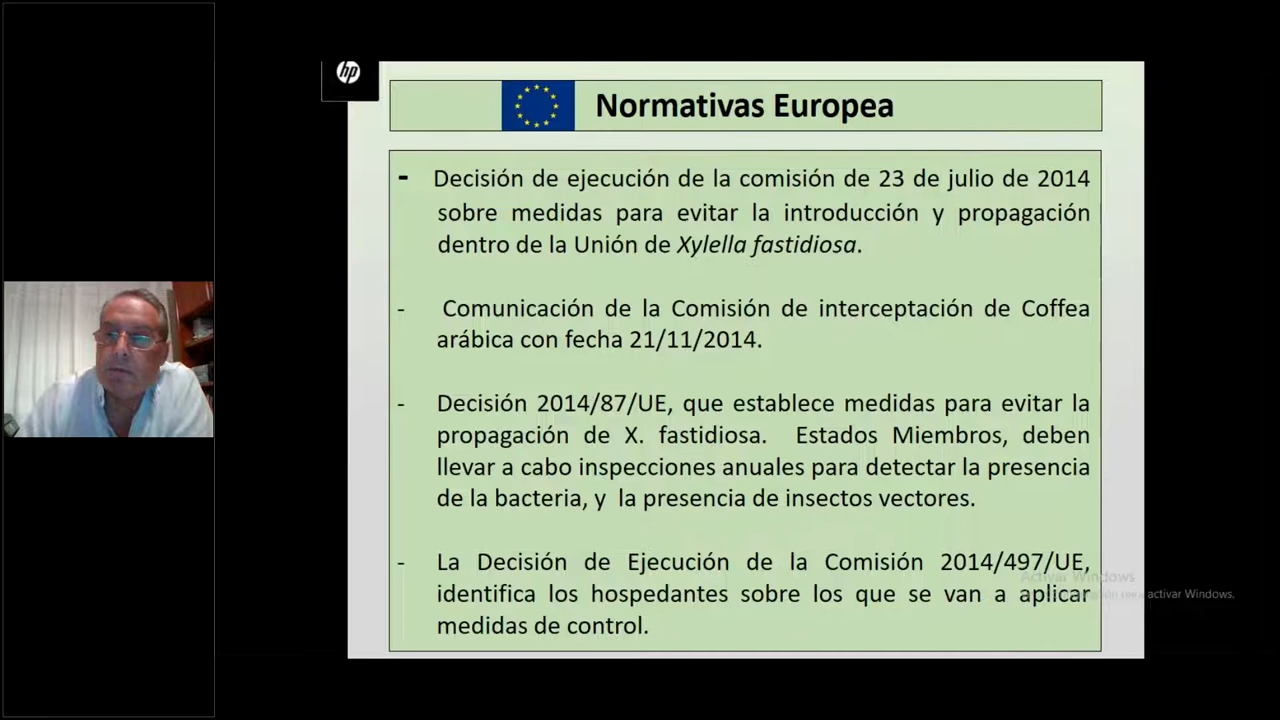 hp
Normativas Europea
- Decisión de ejecución de la comisión de 23 de julio de 2014
sobre medidas para evitar la introducción y propagación
dentro de la Unión de Xylella fastidiosa.
- Comunicación de la Comisión de interceptación de Coffea
arábica con fecha 21/11/2014.
- Decisión 2014/87/UE, que establece medidas para evitar la
propagación de X. fastidiosa. Estados Miembros, deben
llevar a cabo inspecciones anuales para detectar la presencia
de la bacteria, y la presencia de insectos vectores.
- La Decisión de Ejecución de la Comisión 2014/497/UE,
identifica los hospedantes sobre los que se van a aplicar
medidas de control.
Activar Windows
activar Windows.